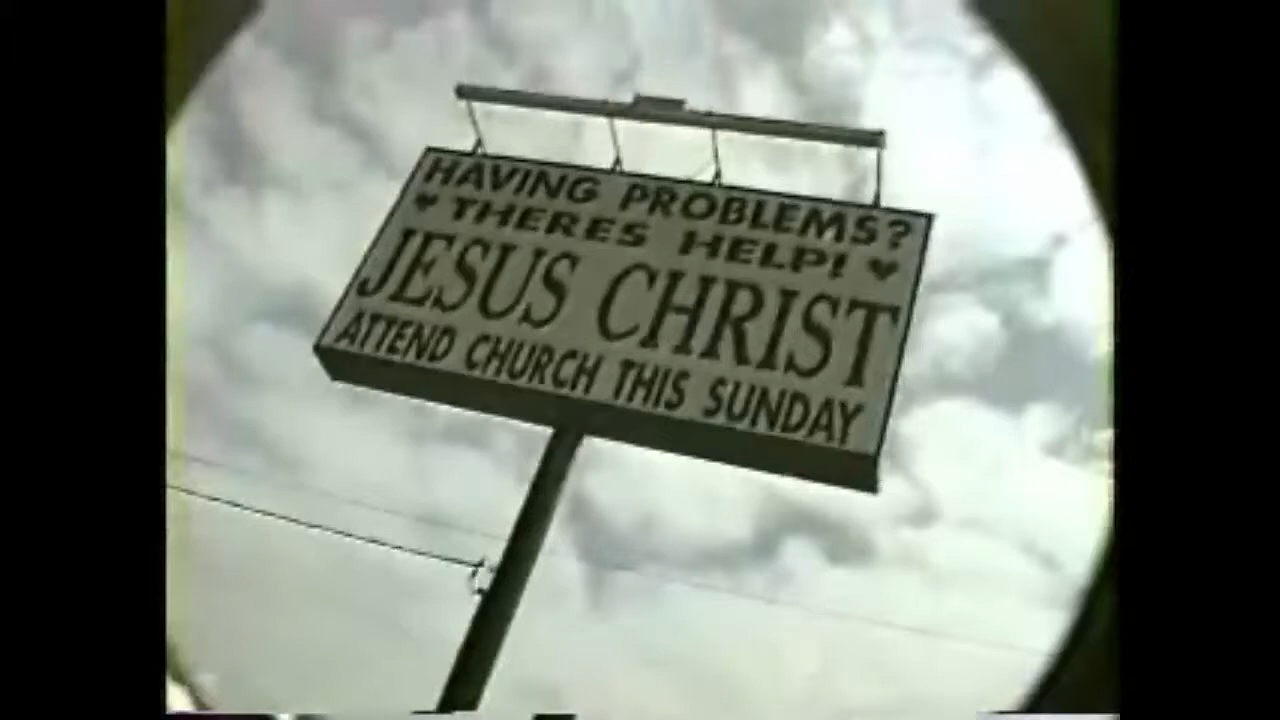 HAVING PROBLEMS?
♥ THERES HELP! ♥
JESUS CHRIST
ATTEND CHURCH THIS SUNDAY